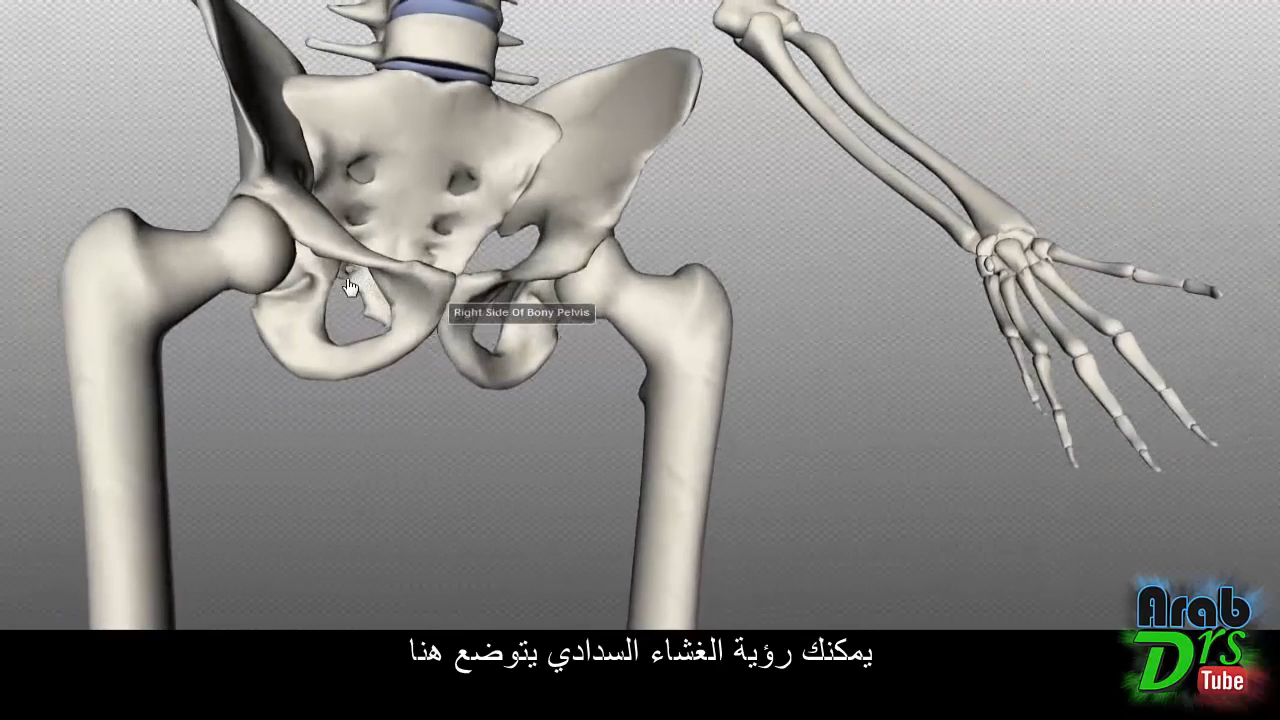 Right Side Of Bony Pelvis
يمكنك رؤية الغشاء السدادي يتوضع هنا
Arab
Drs
Tube